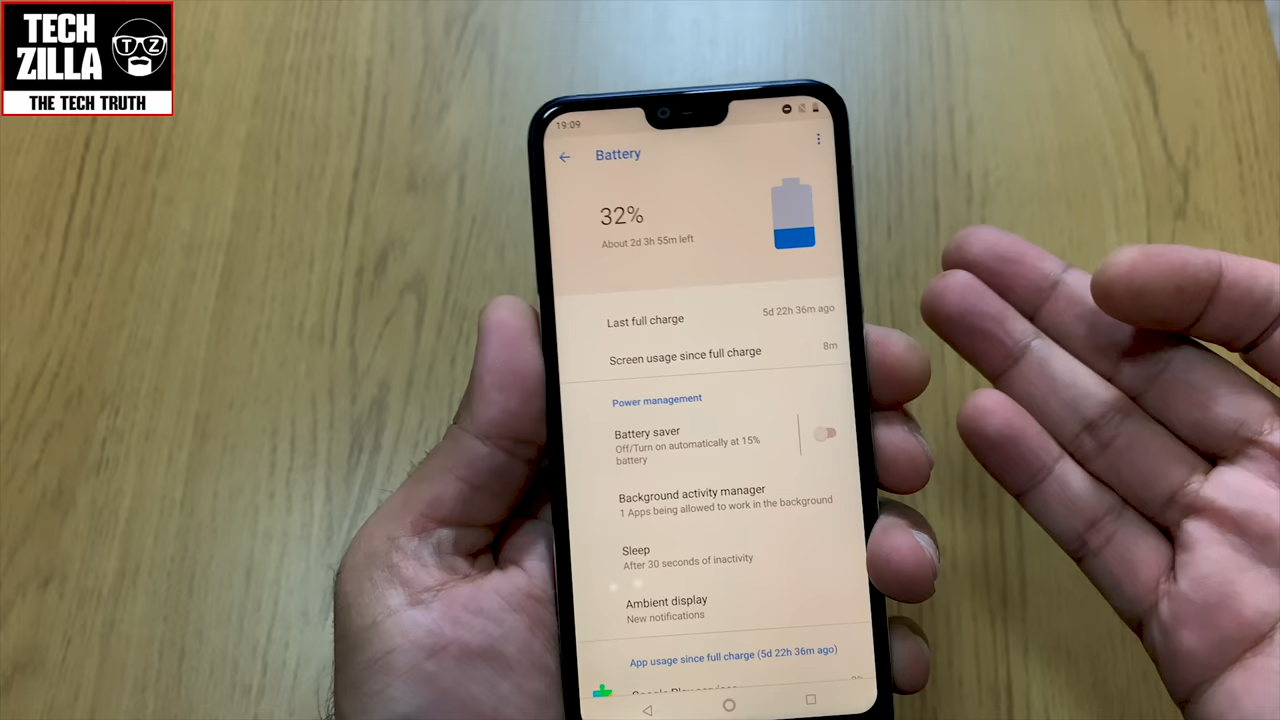 TECH
ZILLA
T Z
THE TECH TRUTH
19:09
Battery
32%
About 2d 3h 55m left
Last full charge 5d 22h 36m ago
Screen usage since full charge 8m
Power management
Battery saver
Off/Turn on automatically at 15%
battery
Background activity manager
1 Apps being allowed to work in the background
Sleep
After 30 seconds of inactivity
Ambient display
New notifications
App usage since full charge (5d 22h 36m ago)
Google Play services